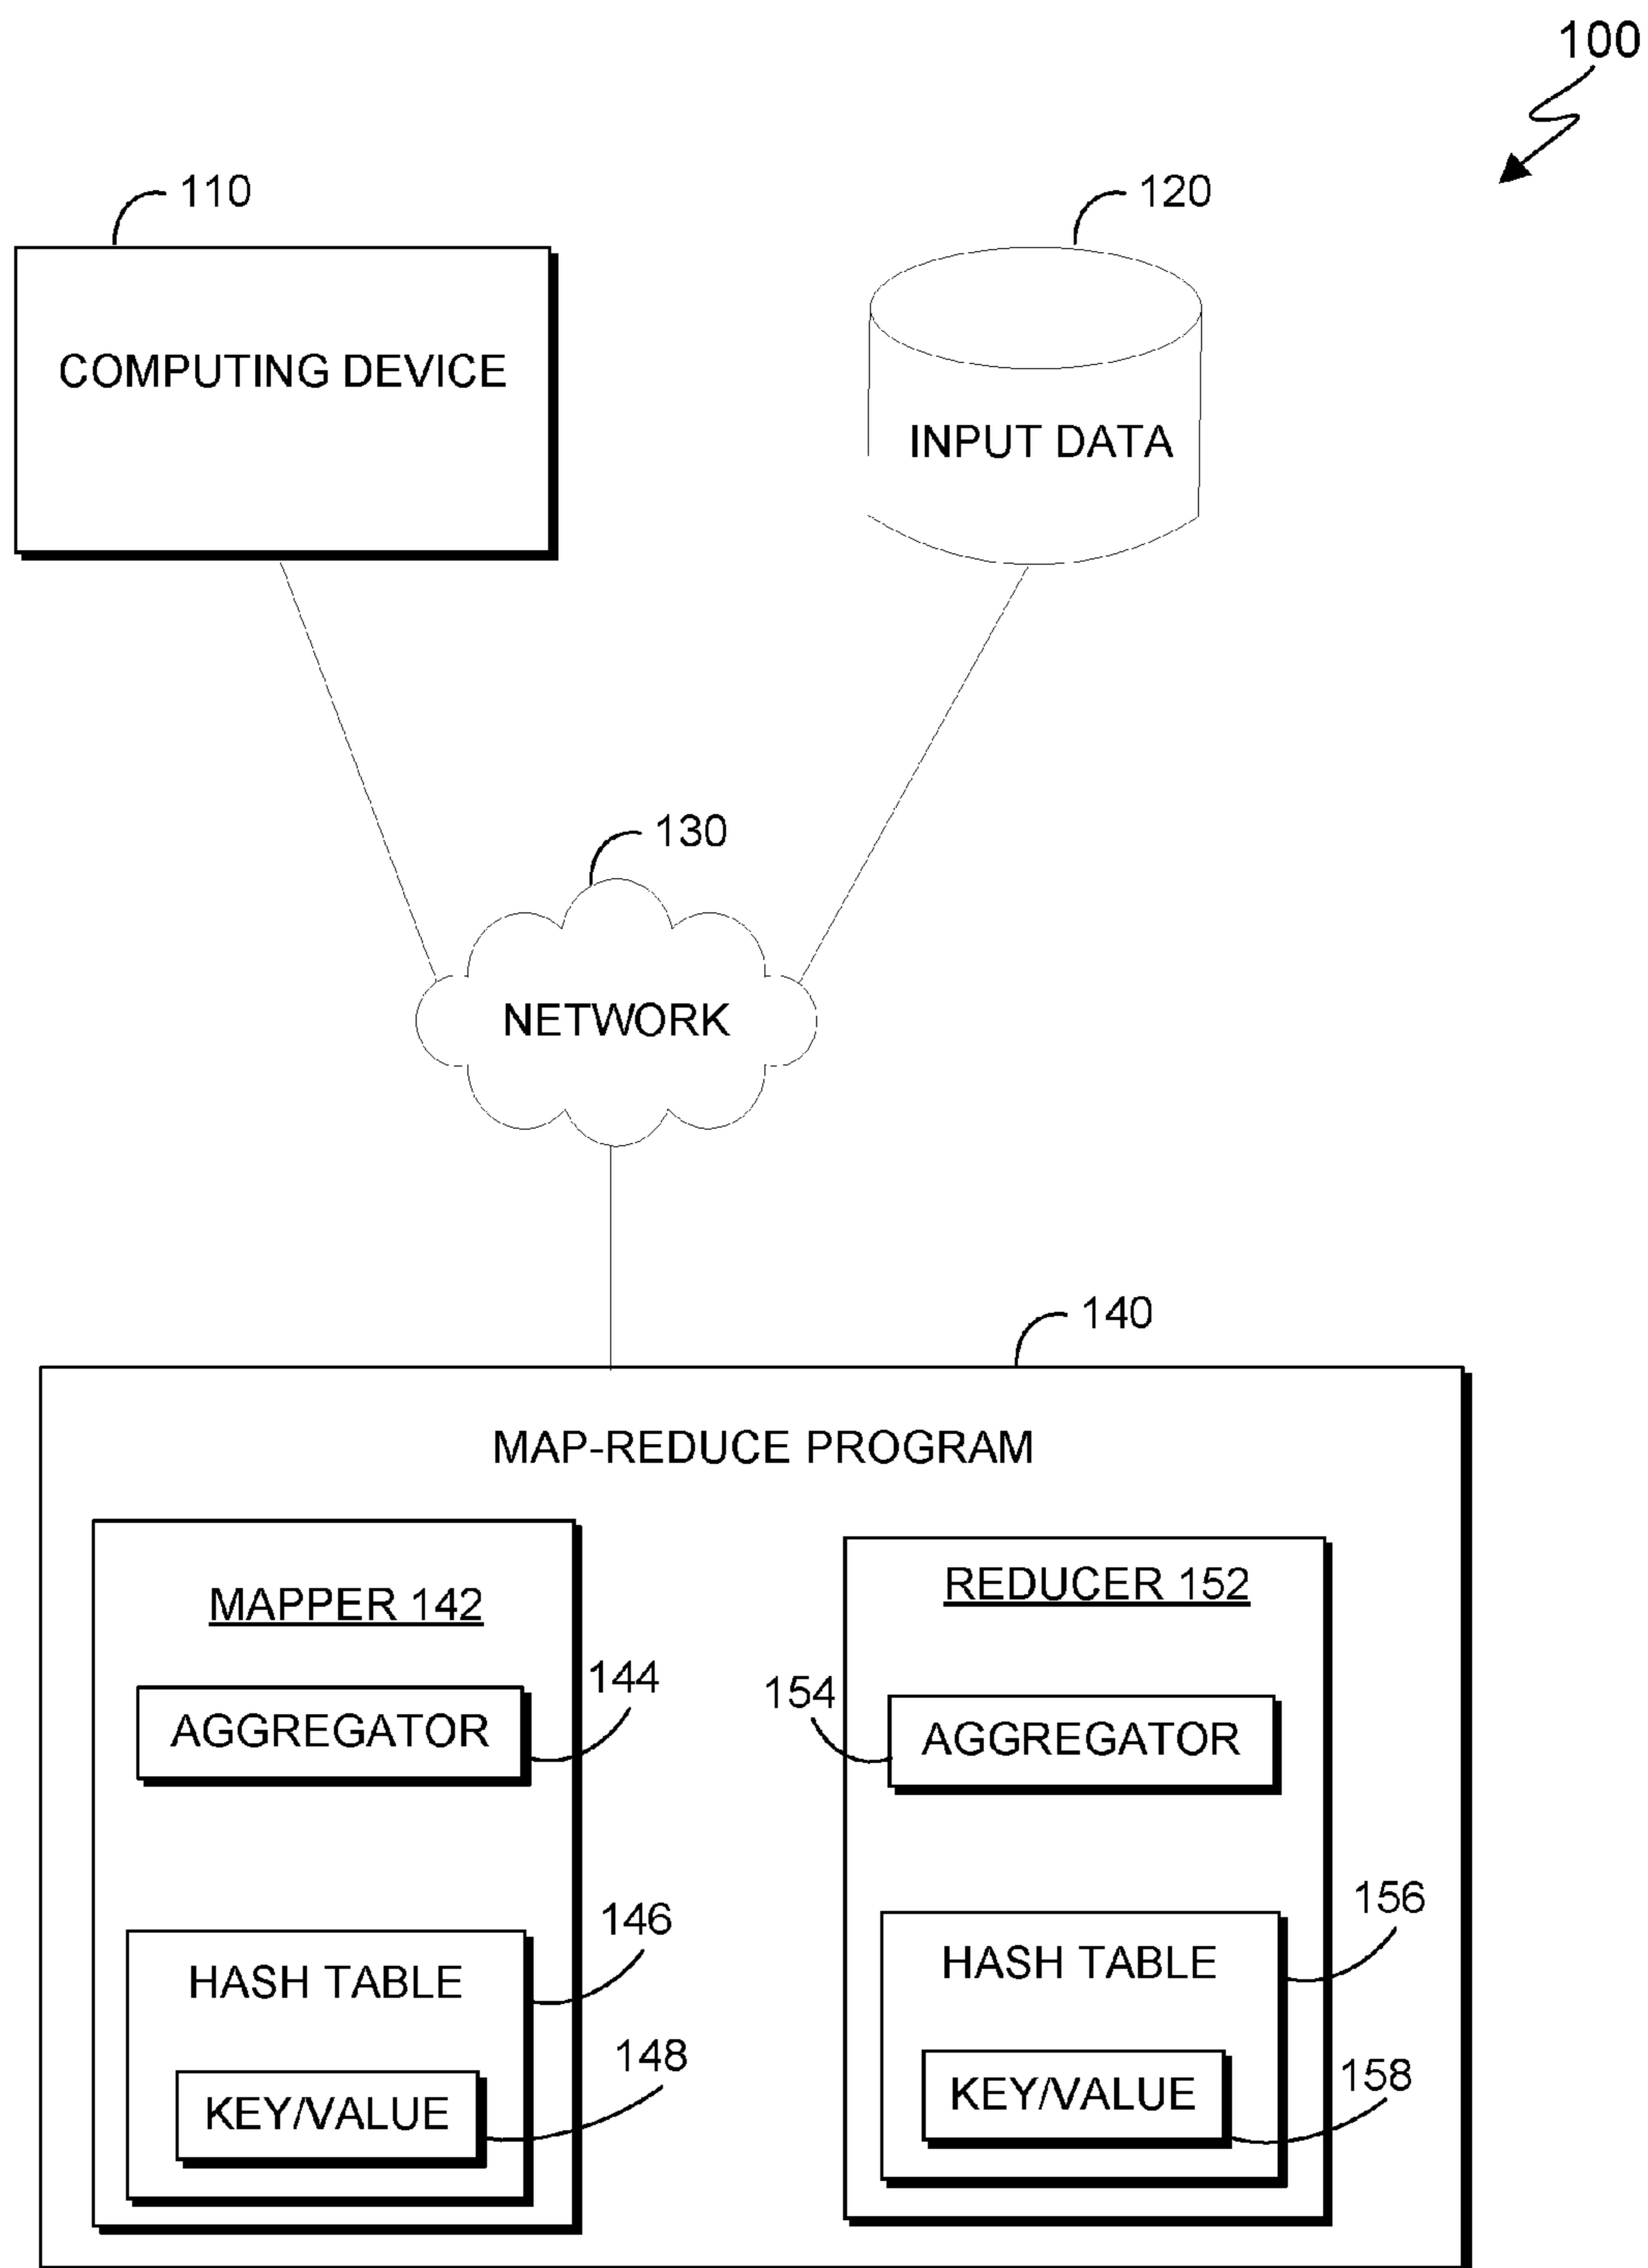 100
110
120
COMPUTING DEVICE
INPUT DATA
130
NETWORK
140
MAP-REDUCE PROGRAM
MAPPER 142
144
AGGREGATOR
146
HASH TABLE
148
KEY/VALUE
REDUCER 152
154
AGGREGATOR
156
HASH TABLE
158
KEY/VALUE